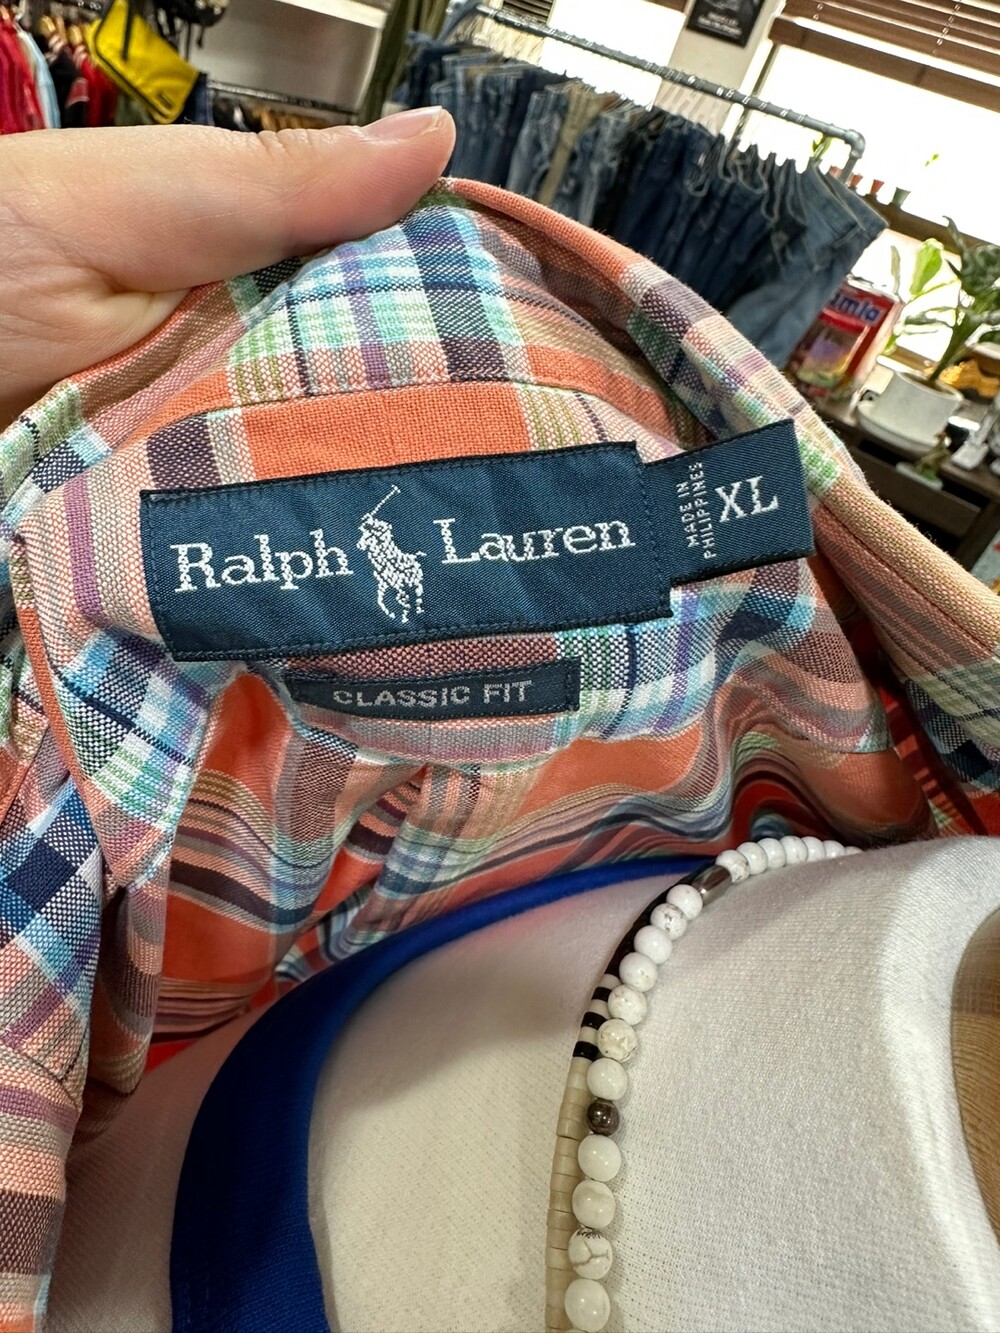 Ralph Lauren
MADE IN
PHILIPPINES
XL
CLASSIC FIT